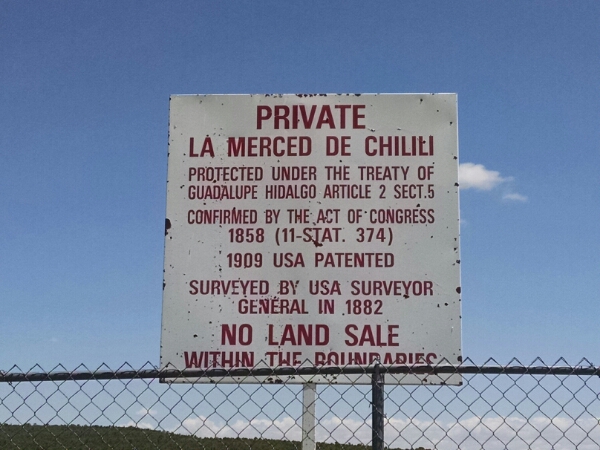 PRIVATE
LA MERCED DE CHILILI
PROTECTED UNDER THE TREATY OF
GUADALUPE HIDALGO ARTICLE 2 SECT.5
CONFIRMED BY THE ACT OF CONGRESS
1858 (11-STAT. 374)
1909 USA PATENTED
SURVEYED BY USA SURVEYOR
GENERAL IN 1882
NO LAND SALE
WITHIN THE BOUNDARIES